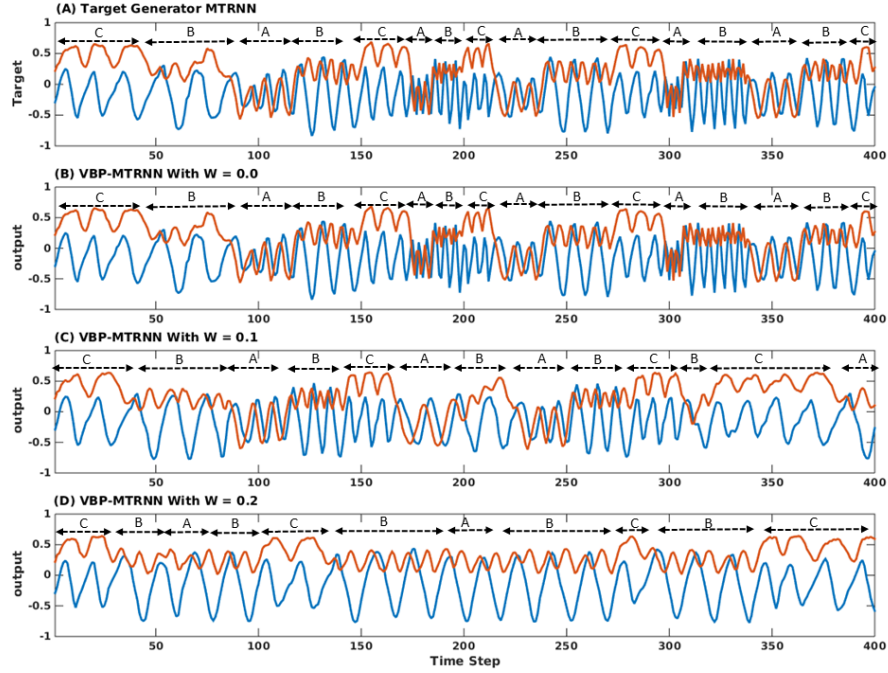 (A) Target Generator MTRNN
C B A B C A B C A B C A B A B C
Target
1
0.5
0
-0.5
-1
50 100 150 200 250 300 350 400
(B) VBP-MTRNN With W = 0.0
C B A B C A B C A B C A B A B C
output
1
0.5
0
-0.5
-1
50 100 150 200 250 300 350 400
(C) VBP-MTRNN With W = 0.1
C B A B C A B A B C B C A
output
1
0.5
0
-0.5
-1
50 100 150 200 250 300 350 400
(D) VBP-MTRNN With W = 0.2
C B A B C B A B C B C
output
1
0.5
0
-0.5
-1
50 100 150 200 250 300 350 400
Time Step